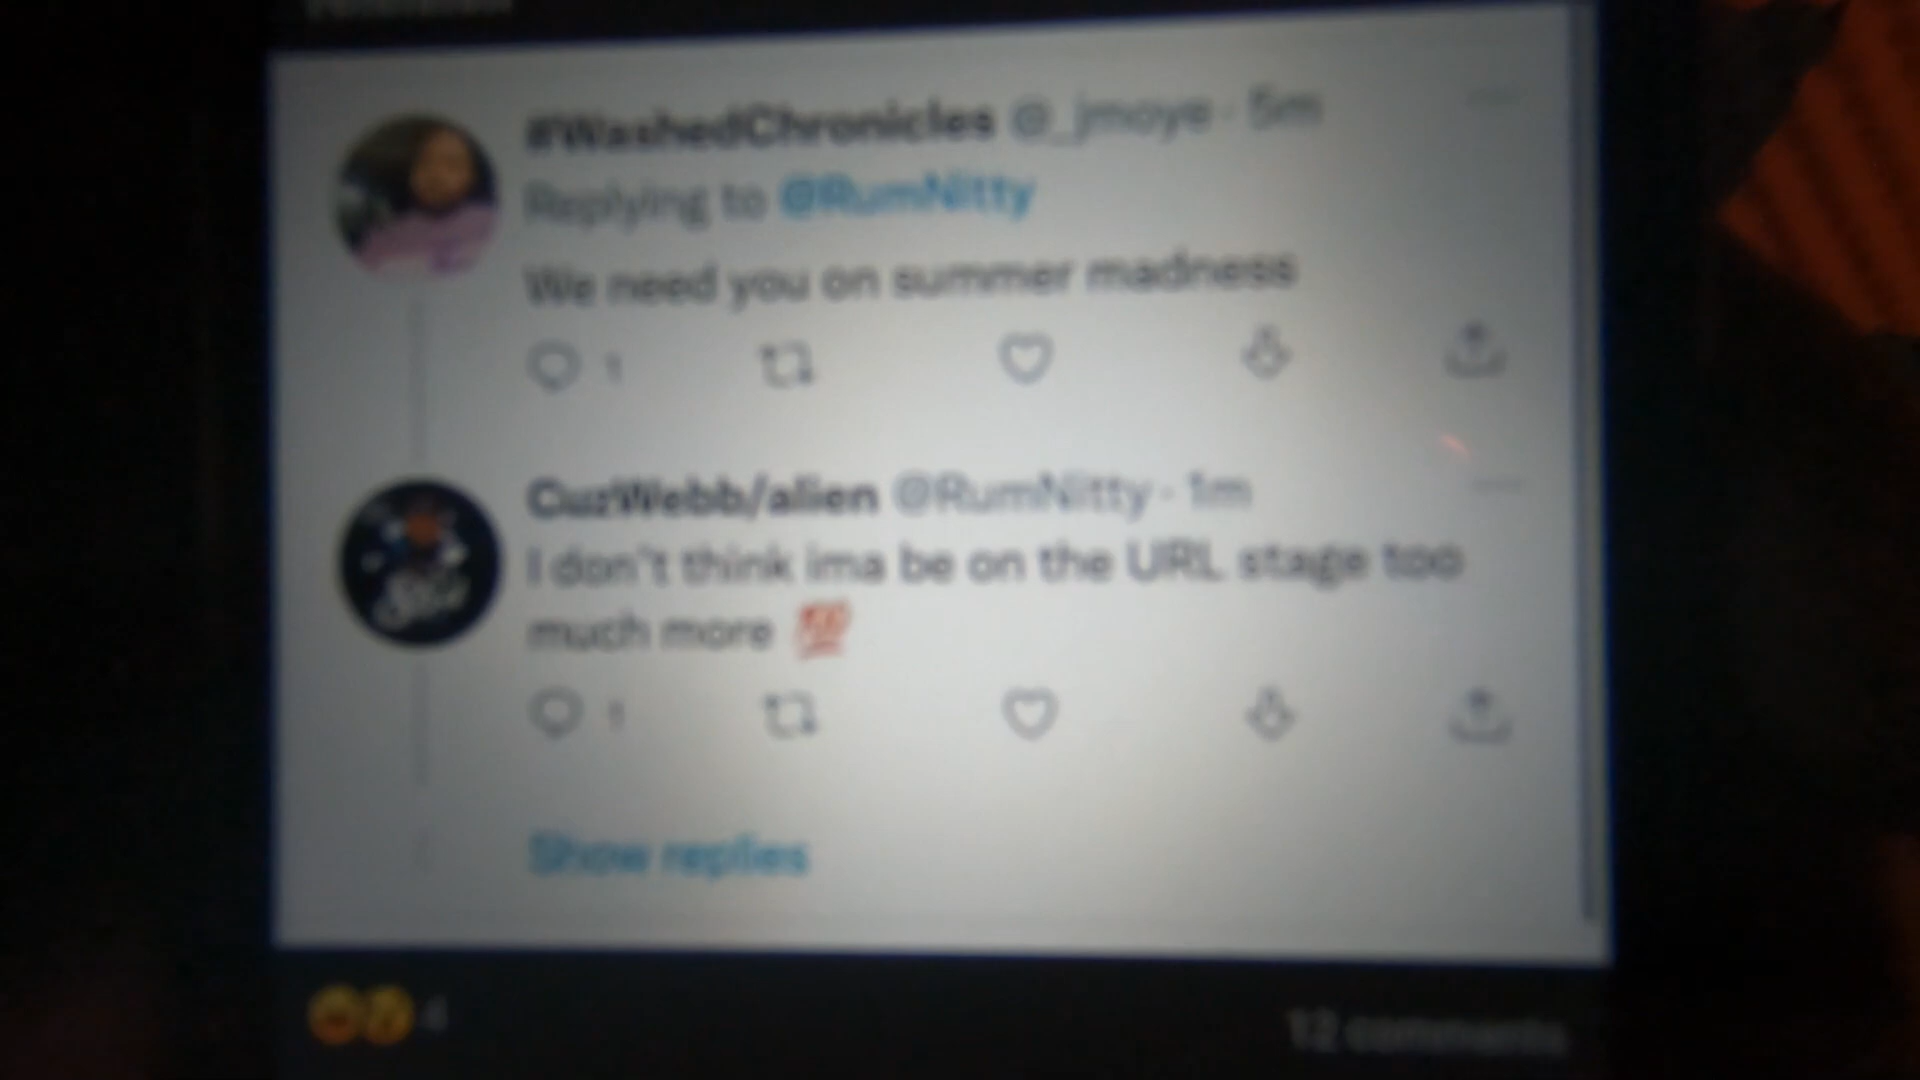 #WashedChronicles @_jmoye · 5m
Replying to @RumNitty
We need you on summer madness
1
CuzWebb/alien @RumNitty · 1m
I don't think ima be on the URL stage too
much more 💯
1
Show replies
4
12 comments